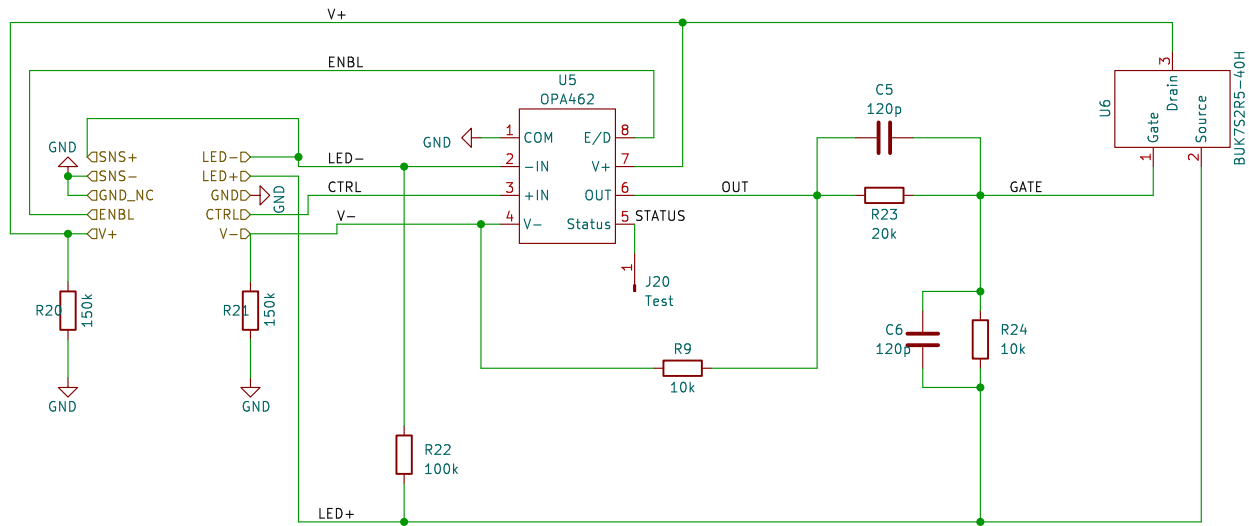 V+
ENBL
U5
OPA462
C5
120p
U6
BUK7S2R5-40H
3
Drain
Gate
Source
1
2
GND
1
COM
E/D
8
2
-IN
V+
7
3
+IN
OUT
6
4
V-
Status
5
GND
SNS+
SNS-
GND_NC
ENBL
V+
LED-
LED+
GND
CTRL
V-
GND
LED-
CTRL
V-
OUT
GATE
STATUS
R23
20k
1
J20
Test
R20
150k
R21
150k
GND
GND
R9
10k
C6
120p
R24
10k
R22
100k
LED+